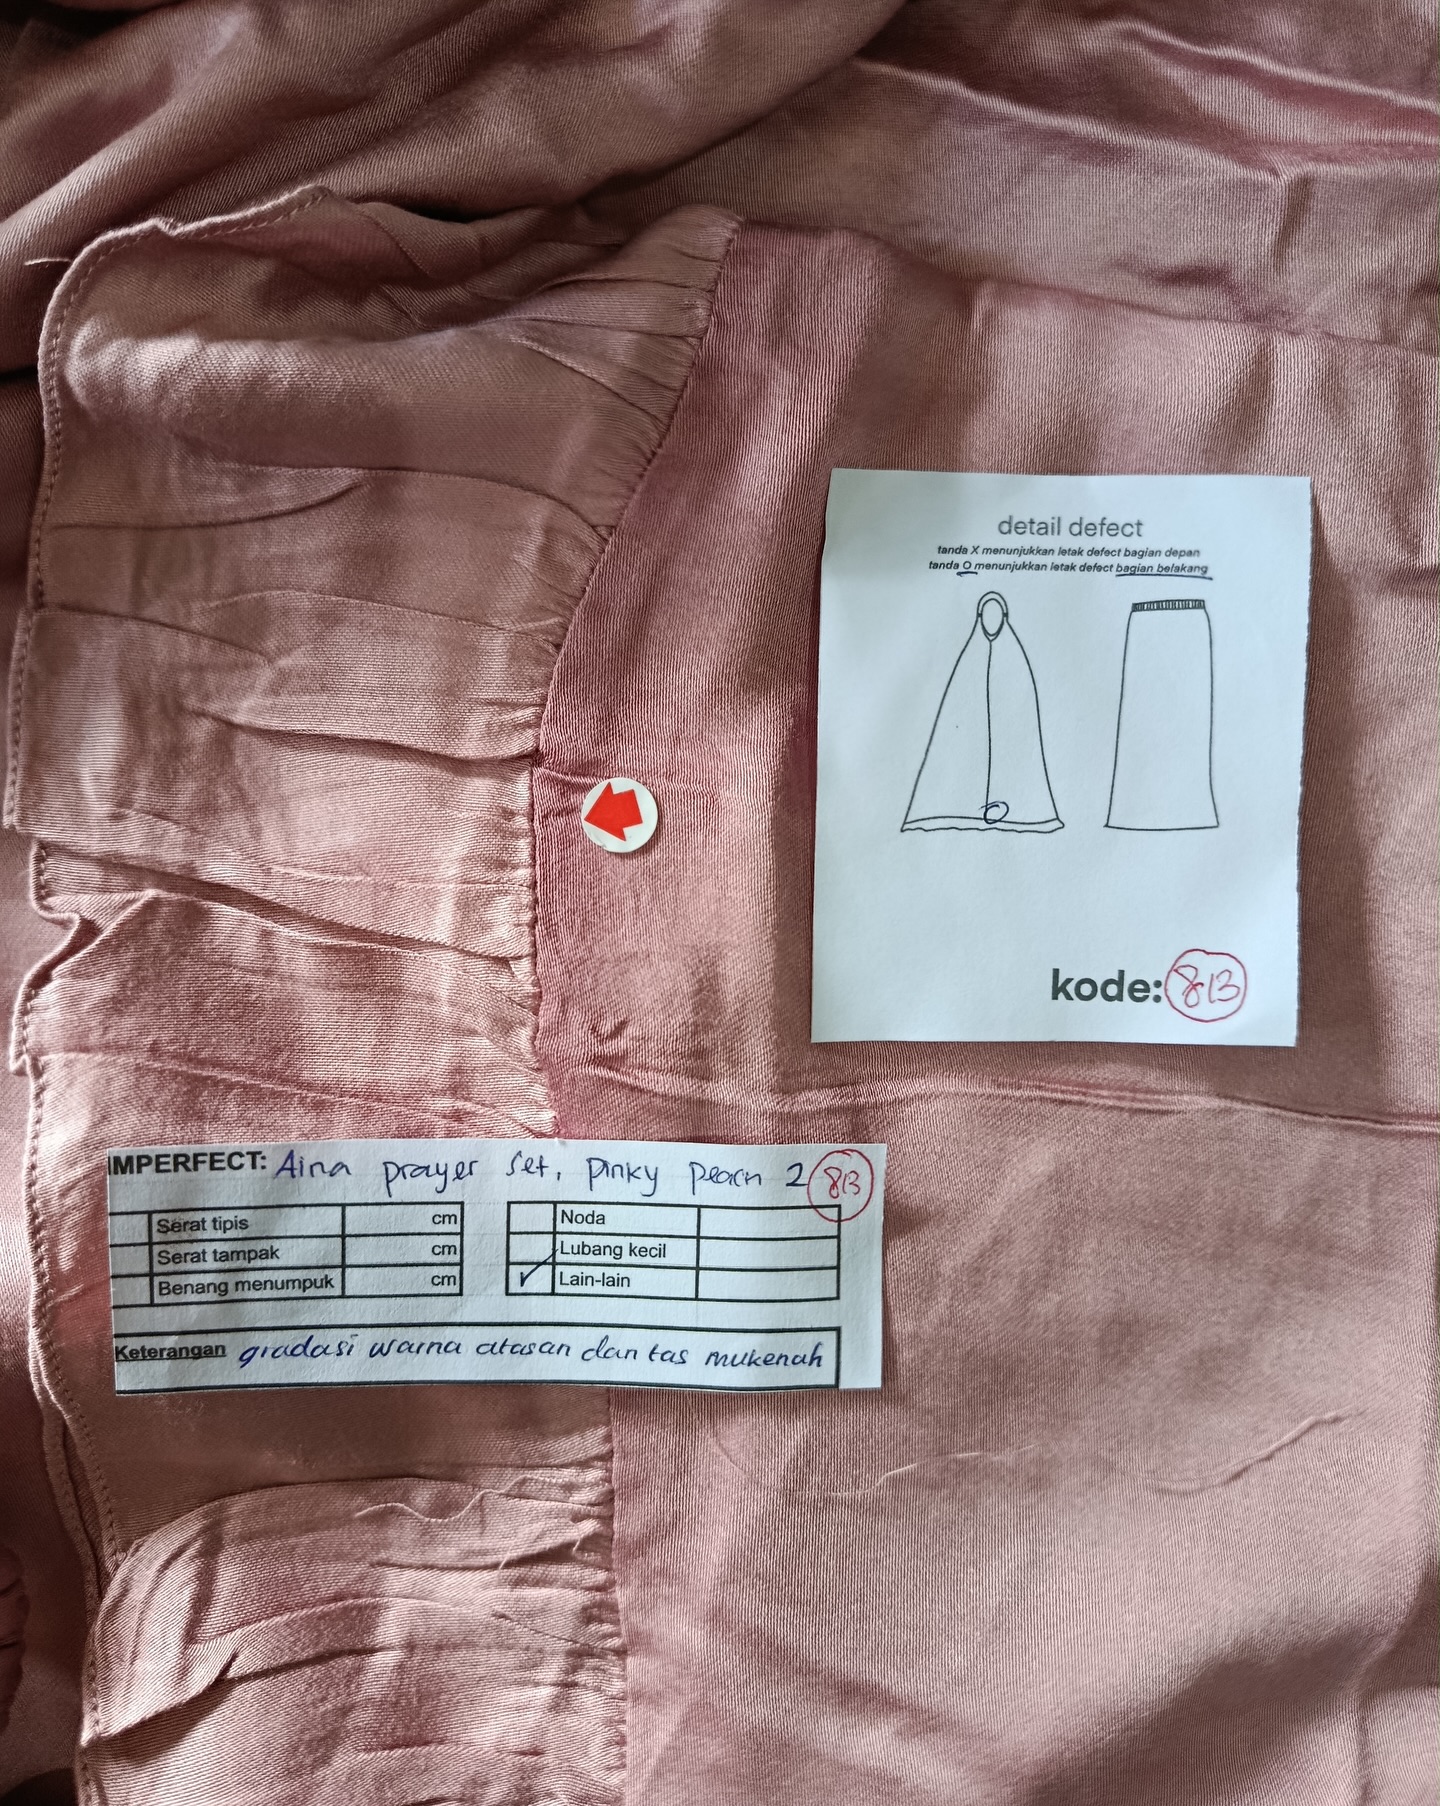 detail defect
tanda X menunjukkan letak defect bagian depan
tanda O menunjukkan letak defect bagian belakang
kode: 813
IMPERFECT: Aina prayer set, pinky peach 2 813
Serat tipis cm
Serat tampak cm
Benang menumpuk cm
Noda
Lubang kecil
✓ Lain-lain
Keterangan gradasi warna atasan dan tas mukenah